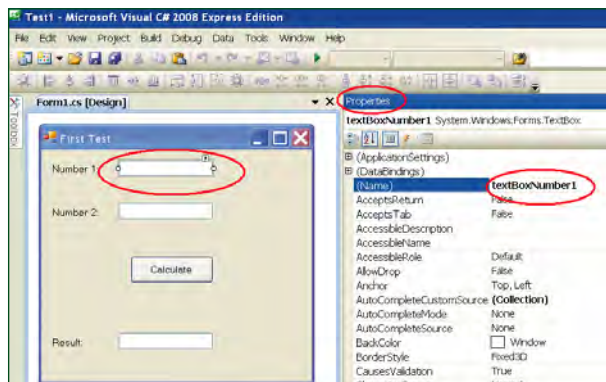 Test1 - Microsoft Visual C# 2008 Express Edition
File Edit View Project Build Debug Data Tools Window Help
Toolbox
Form1.cs [Design]
Properties
textBoxNumber1 System.Windows.Forms.TextBox
First Test
Number 1:
Number 2:
Calculate
Result:
(ApplicationSettings)
(DataBindings)
(Name) textBoxNumber1
AcceptsReturn False
AcceptsTab False
AccessibleDescription
AccessibleName
AccessibleRole Default
AllowDrop False
Anchor Top, Left
AutoCompleteCustomSource (Collection)
AutoCompleteMode None
AutoCompleteSource None
BackColor Window
BorderStyle Fixed3D
CausesValidation True